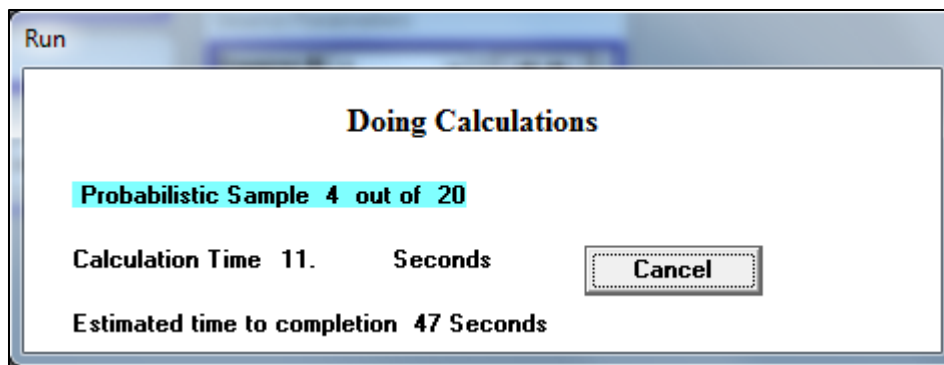 Run
Doing Calculations
Probabilistic Sample 4 out of 20
Calculation Time 11. Seconds
Cancel
Estimated time to completion 47 Seconds